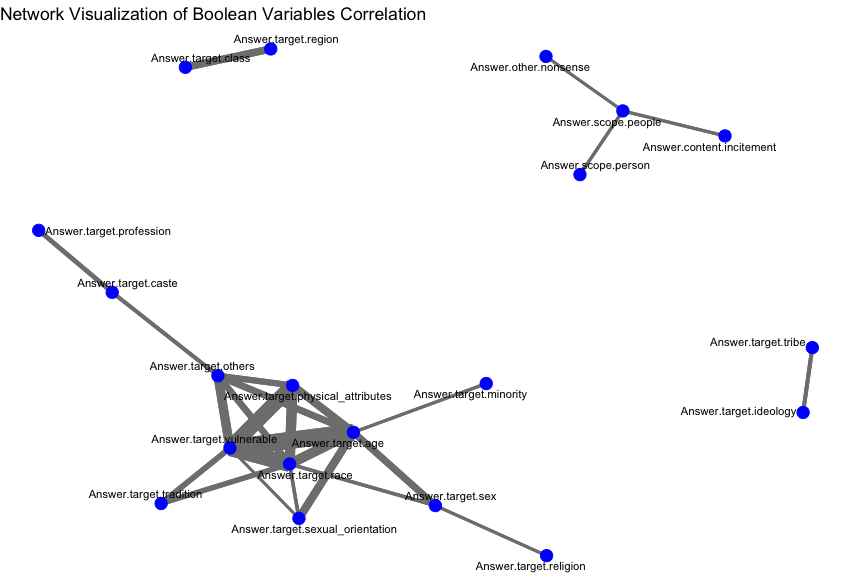 Network Visualization of Boolean Variables Correlation
Answer.target.region
Answer.target.class
Answer.other.nonsense
Answer.scope.people
Answer.content.incitement
Answer.scope.person
Answer.target.profession
Answer.target.caste
Answer.target.tribe
Answer.target.others
Answer.target.physical_attributes
Answer.target.minority
Answer.target.ideology
Answer.target.vulnerable
Answer.target.age
Answer.target.race
Answer.target.tradition
Answer.target.sex
Answer.target.sexual_orientation
Answer.target.religion